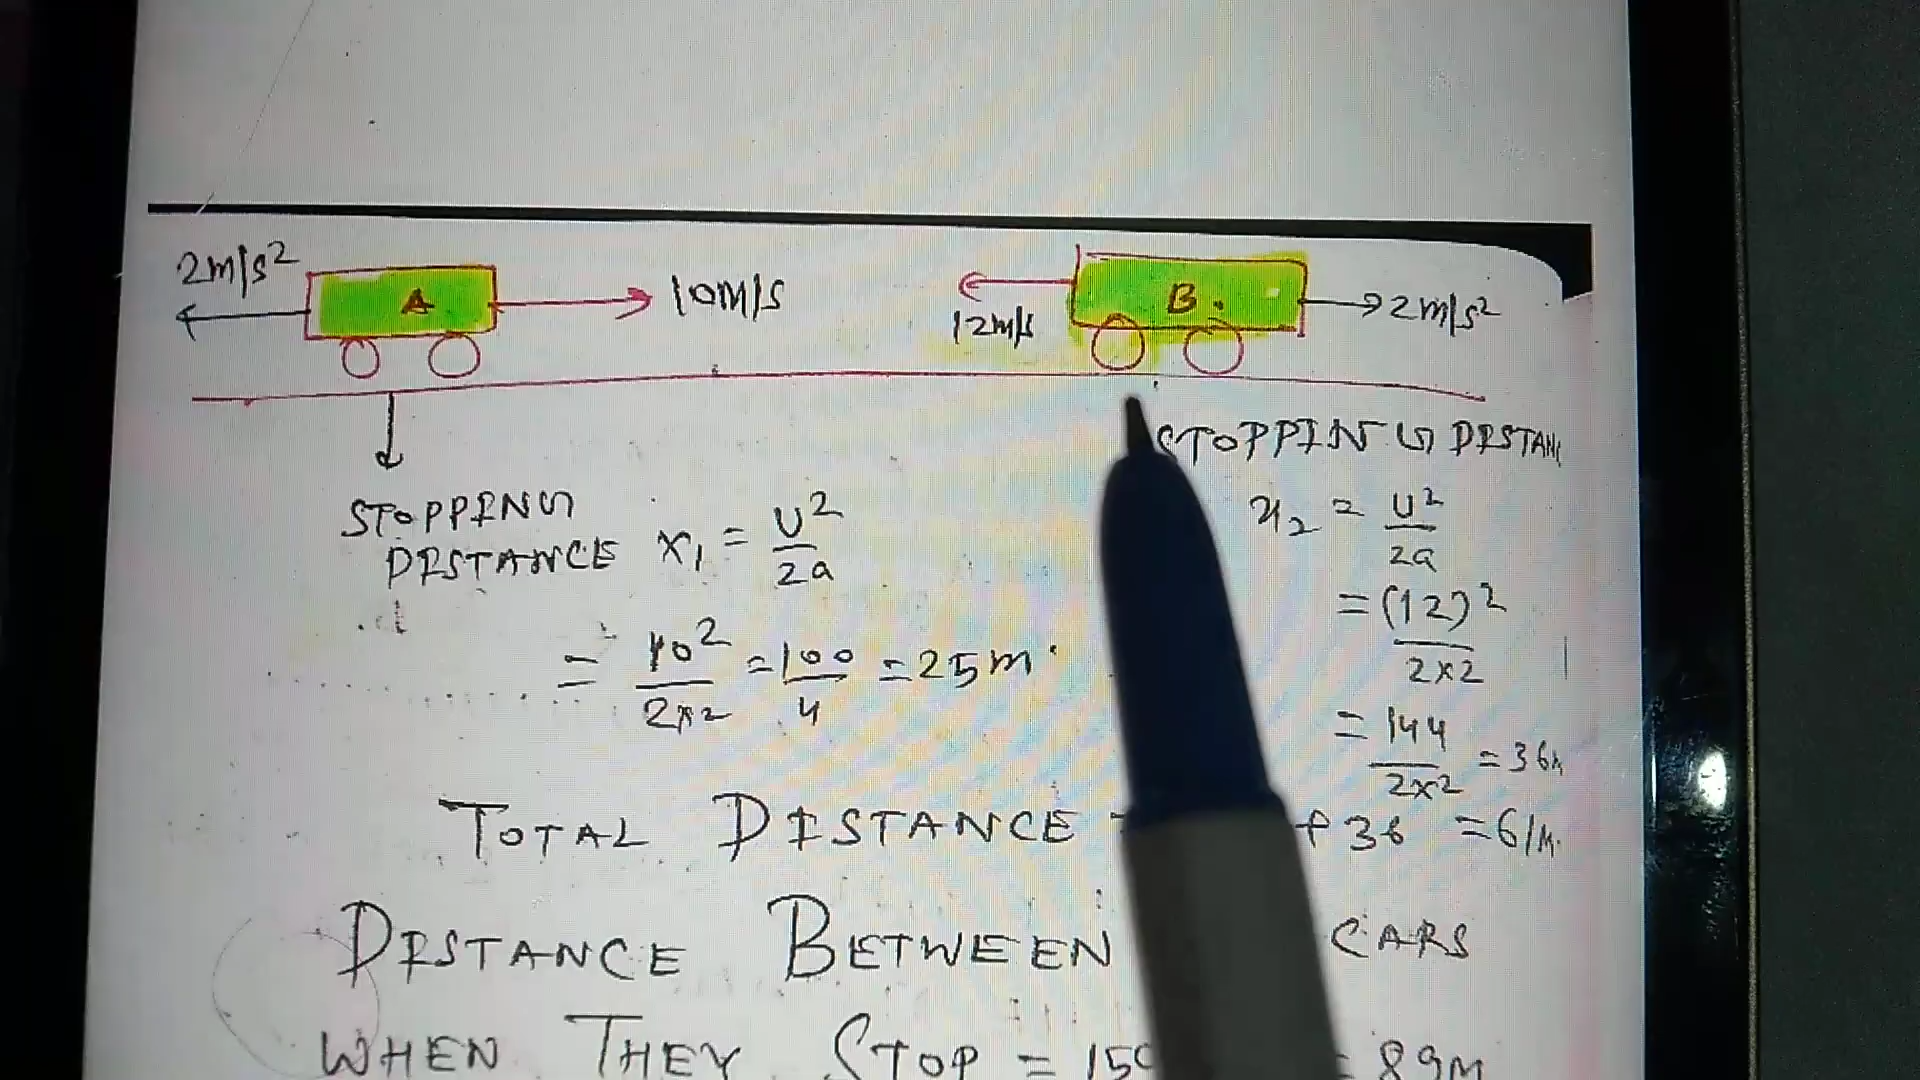 2m/s²
A
10m/s
12m/s
B.
2m/s²
STOPPING DISTAN
STOPPING
DISTANCE x₁ = U²/2a
= 10²/2×2 = 100/4 = 25m.
x₂ = U²/2a
= (12)²/2×2
= 144/2×2 = 36
TOTAL DISTANCE +36 = 61M.
DISTANCE BETWEEN CARS
WHEN THEY STOP = 15 = 89M